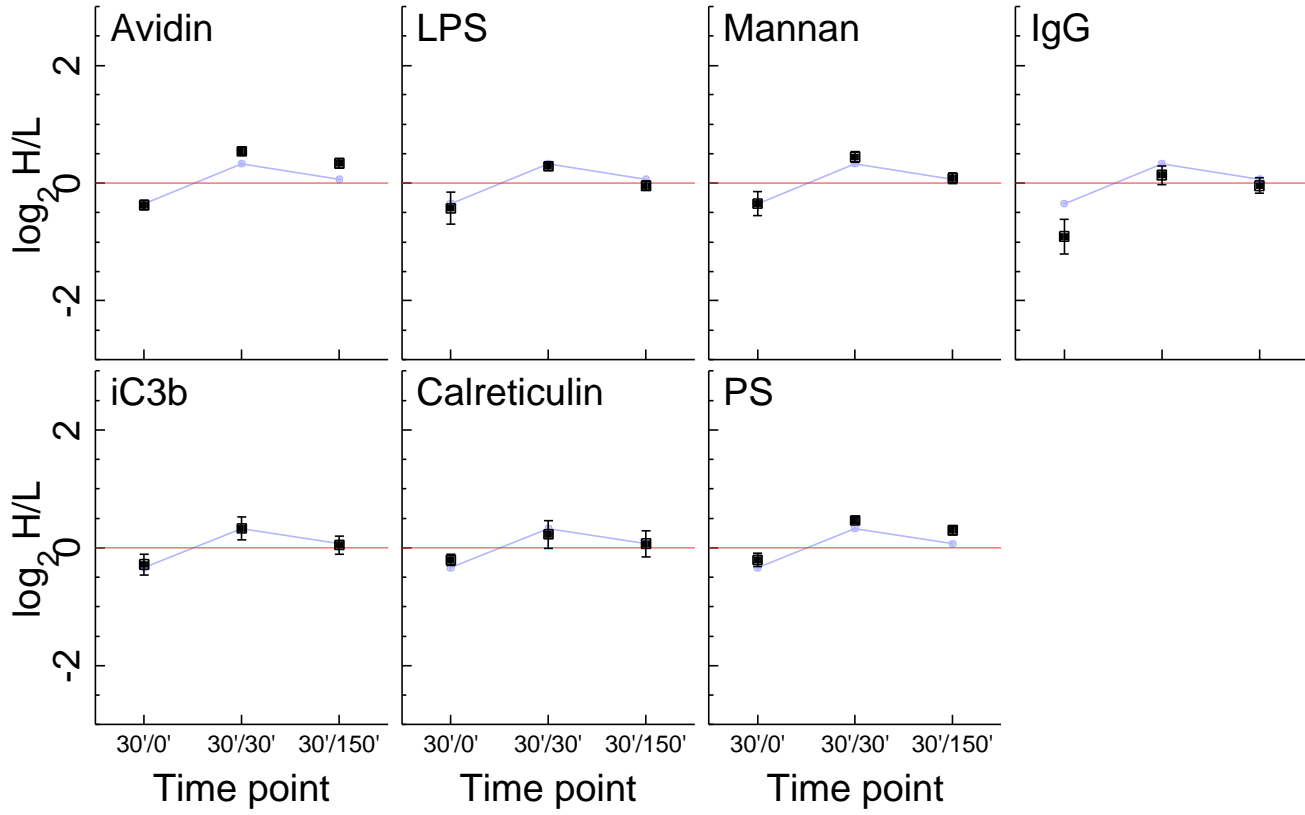 Avidin
LPS
Mannan
IgG
2
0
-2
log2 H/L
iC3b
Calreticulin
PS
2
0
-2
log2 H/L
30'/0' 30'/30' 30'/150'
30'/0' 30'/30' 30'/150'
30'/0' 30'/30' 30'/150'
Time point
Time point
Time point